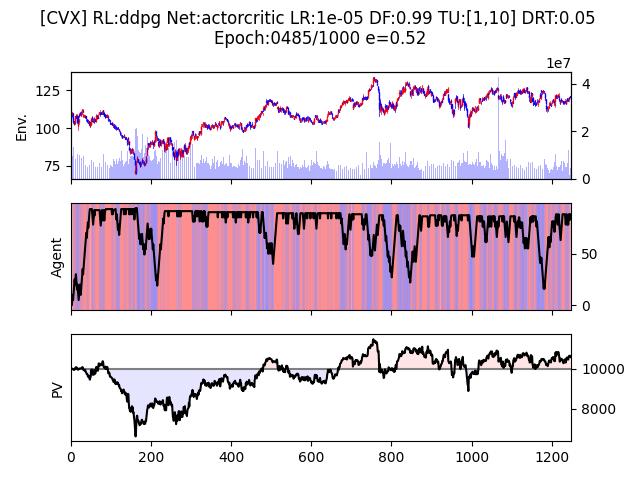 [CVX] RL:ddpg Net:actorcritic LR:1e-05 DF:0.99 TU:[1,10] DRT:0.05
Epoch:0485/1000 e=0.52
1e7
125
100
75
Env.
4
2
0
Agent
50
0
PV
10000
8000
0 200 400 600 800 1000 1200